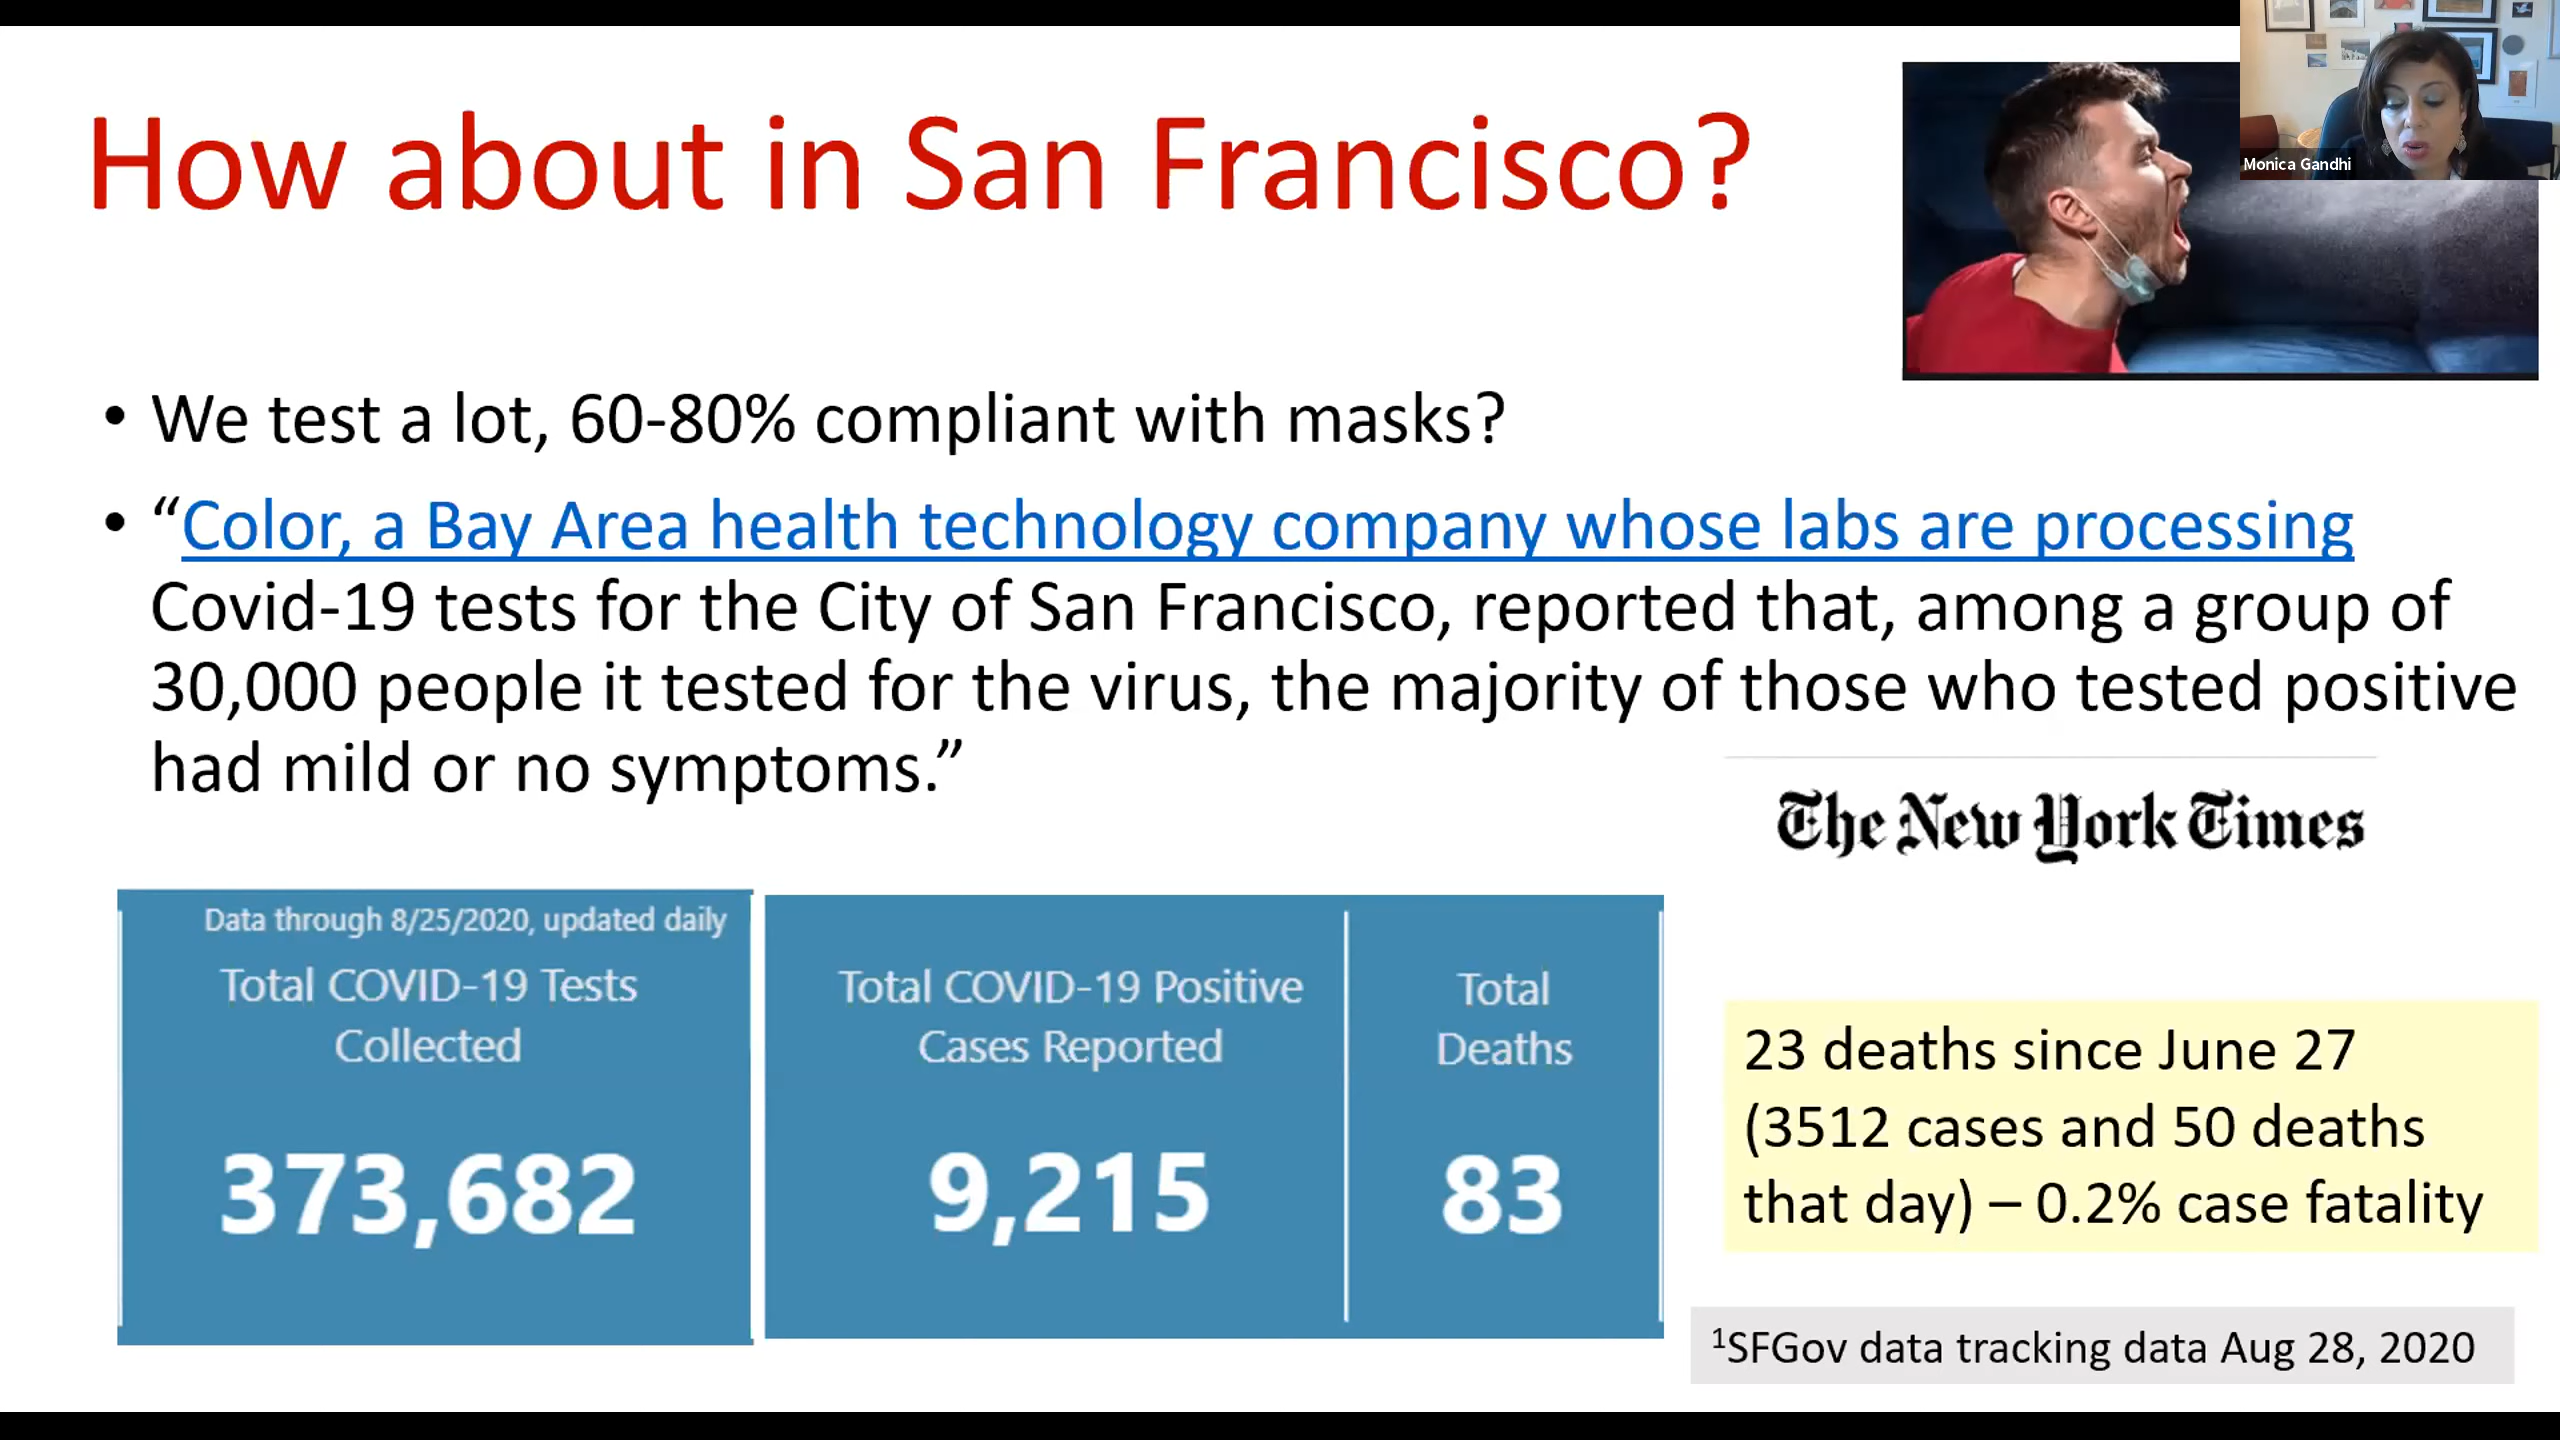 How about in San Francisco?
Monica Gandhi
• We test a lot, 60-80% compliant with masks?
• “Color, a Bay Area health technology company whose labs are processing
Covid-19 tests for the City of San Francisco, reported that, among a group of
30,000 people it tested for the virus, the majority of those who tested positive
had mild or no symptoms.”
The New York Times
Data through 8/25/2020, updated daily
Total COVID-19 Tests
Collected
373,682
Total COVID-19 Positive
Cases Reported
9,215
Total
Deaths
83
23 deaths since June 27
(3512 cases and 50 deaths
that day) – 0.2% case fatality
¹SFGov data tracking data Aug 28, 2020